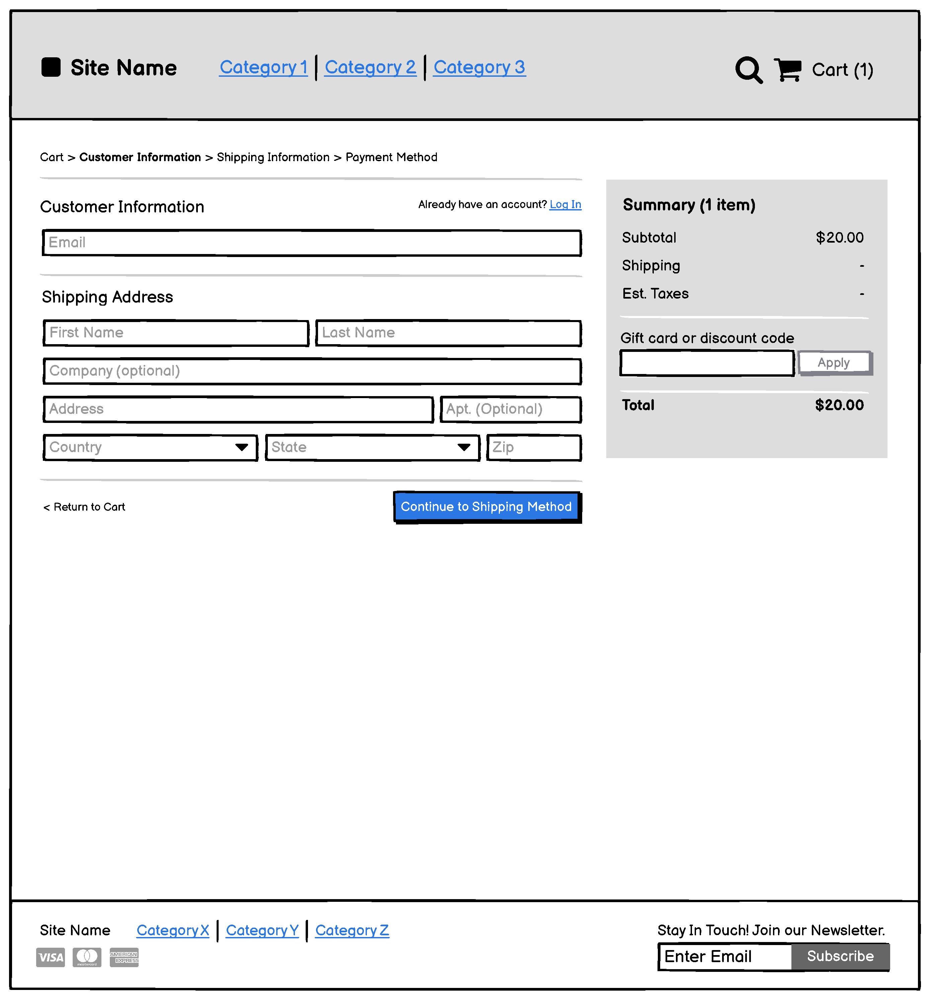 Site Name
Category 1 | Category 2 | Category 3
Cart (1)
Cart > Customer Information > Shipping Information > Payment Method
Customer Information
Already have an account? Log In
Email
Shipping Address
First Name
Last Name
Company (optional)
Address
Apt. (Optional)
Country
State
Zip
< Return to Cart
Continue to Shipping Method
Summary (1 item)
Subtotal $20.00
Shipping -
Est. Taxes -
Gift card or discount code
Apply
Total $20.00
Site Name
Category X | Category Y | Category Z
VISA
mastercard
AMERICAN
EXPRESS
Stay In Touch! Join our Newsletter.
Enter Email
Subscribe